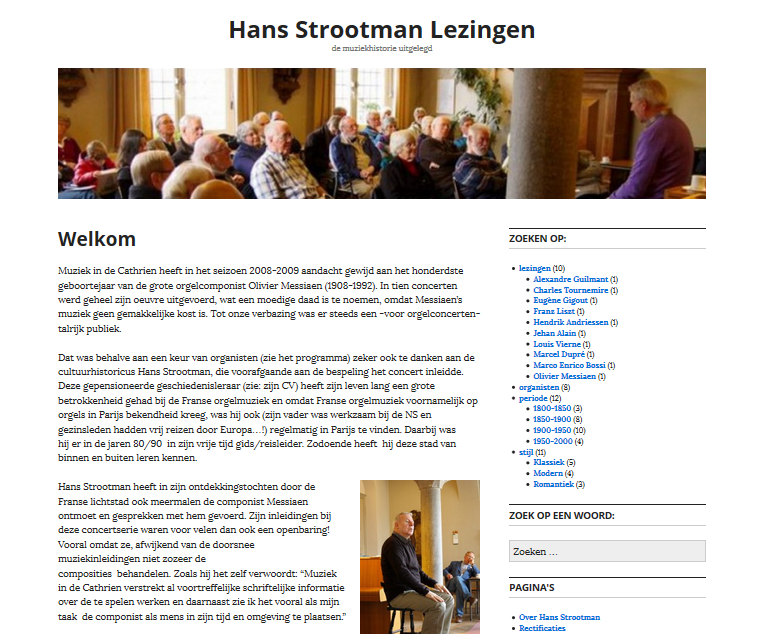 Hans Strootman Lezingen
de muziekhistorie uitgelegd
Welkom
Muziek in de Cathrien heeft in het seizoen 2008-2009 aandacht gewijd aan het honderdste
geboortejaar van de grote orgelcomponist Olivier Messiaen (1908-1992). In tien concerten
werd geheel zijn oeuvre uitgevoerd, wat een moedige daad is te noemen, omdat Messiaen’s
muziek geen gemakkelijke kost is. Tot onze verbazing was er steeds een -voor orgelconcerten-
talrijk publiek.
Dat was behalve aan een keur van organisten (zie het programma) zeker ook te danken aan de
cultuurhistoricus Hans Strootman, die voorafgaande aan de bespeling het concert inleidde.
Deze gepensioneerde geschiedenisleraar (zie: zijn CV) heeft zijn leven lang een grote
betrokkenheid gehad bij de Franse orgelmuziek en omdat Franse orgelmuziek voornamelijk op
orgels in Parijs bekendheid kreeg, was hij ook (zijn vader was werkzaam bij de NS en
gezinsleden hadden vrij reizen door Europa…!) regelmatig in Parijs te vinden. Daarbij was
hij er in de jaren 80/90 in zijn vrije tijd gids/reisleider. Zodoende heeft hij deze stad van
binnen en buiten leren kennen.
Hans Strootman heeft in zijn ontdekkingstochten door de
Franse lichtstad ook meermalen de componist Messiaen
ontmoet en gesprekken met hem gevoerd. Zijn inleidingen bij
deze concertserie waren voor velen dan ook een openbaring!
Vooral omdat ze, afwijkend van de doorsnee
muziekinleidingen niet zozeer de
composities behandelen. Zoals hij het zelf verwoordt: “Muziek
in de Cathrien verstrekt al voortreffelijke schriftelijke informatie
over de te spelen werken en daarnaast zie ik het vooral als mijn
taak de componist als mens in zijn tijd en omgeving te plaatsen.”
ZOEKEN OP:
lezingen (10)
Alexandre Guilmant (1)
Charles Tournemire (1)
Eugène Gigout (1)
Franz Liszt (1)
Hendrik Andriessen (1)
Jehan Alain (1)
Louis Vierne (1)
Marcel Dupré (1)
Marco Enrico Bossi (1)
Olivier Messiaen (1)
organisten (8)
periode (12)
1800-1850 (3)
1850-1900 (8)
1900-1950 (10)
1950-2000 (4)
stijl (11)
Klassiek (5)
Modern (4)
Romantiek (3)
ZOEK OP EEN WOORD:
Zoeken …
PAGINA'S
Over Hans Strootman
Rectificaties